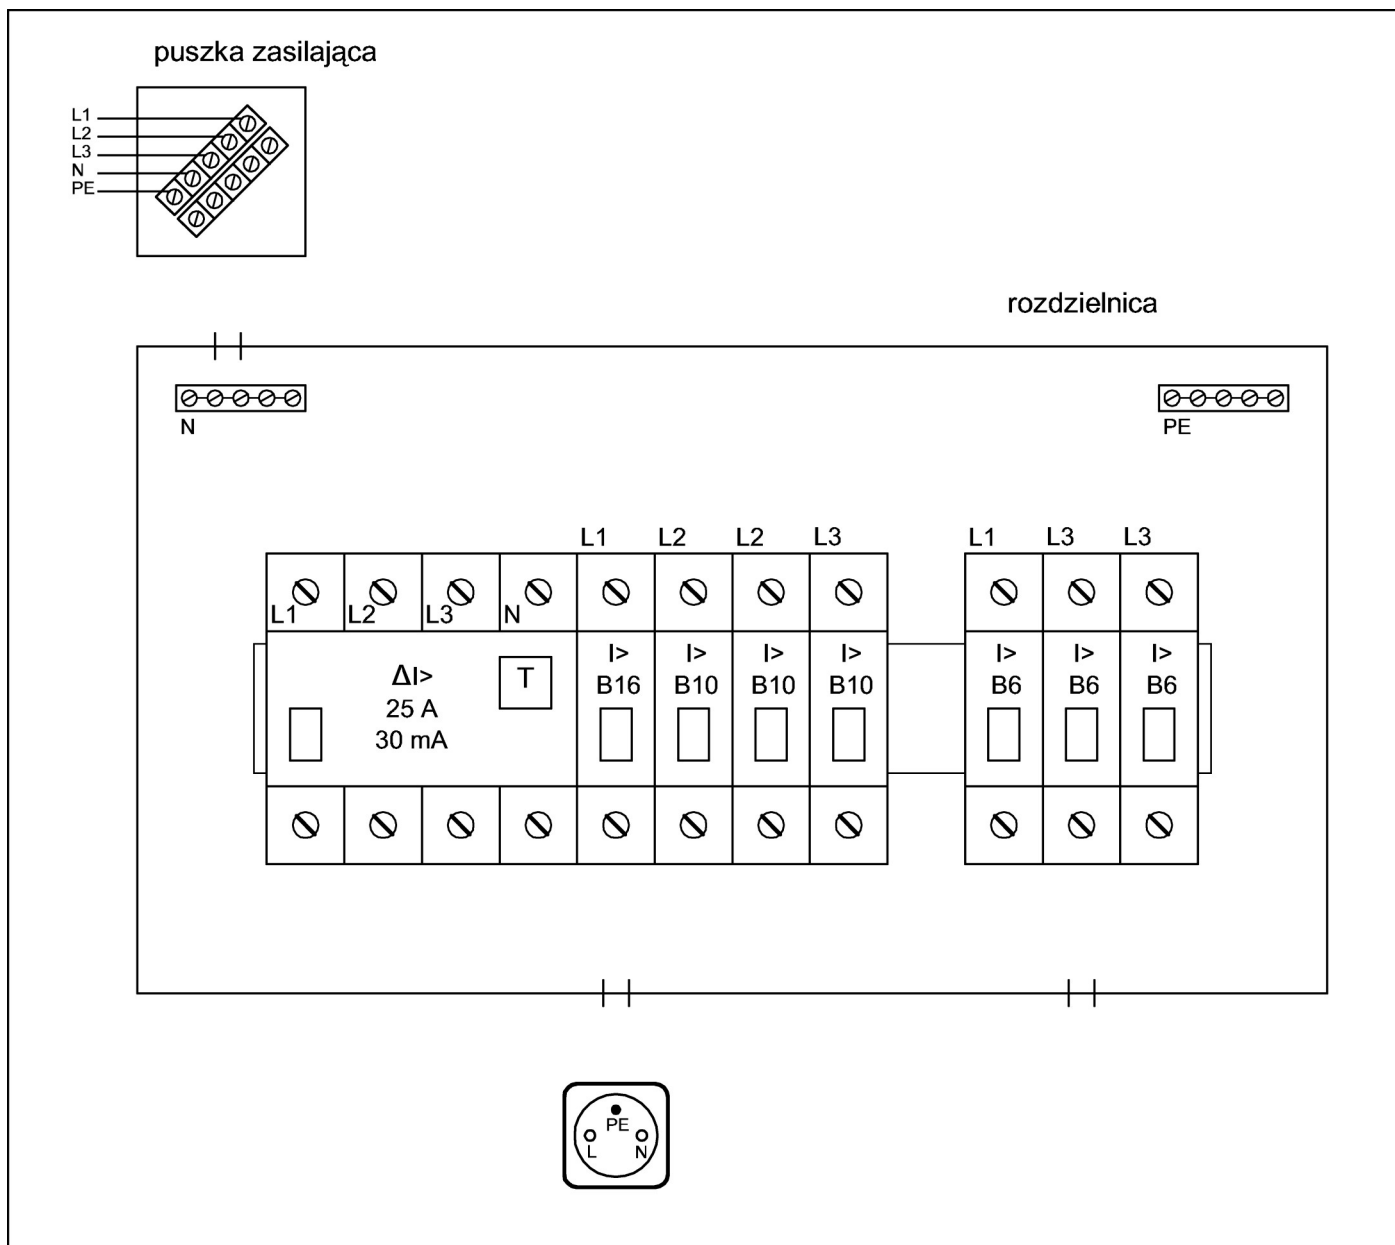 puszka zasilająca
L1
L2
L3
N
PE
rozdzielnica
N
PE
L1 L2 L2 L3 L1 L3 L3
L1 L2 L3 N
ΔI> T I> I> I> I> I> I> I>
25 A B16 B10 B10 B10 B6 B6 B6
30 mA
PE
L N